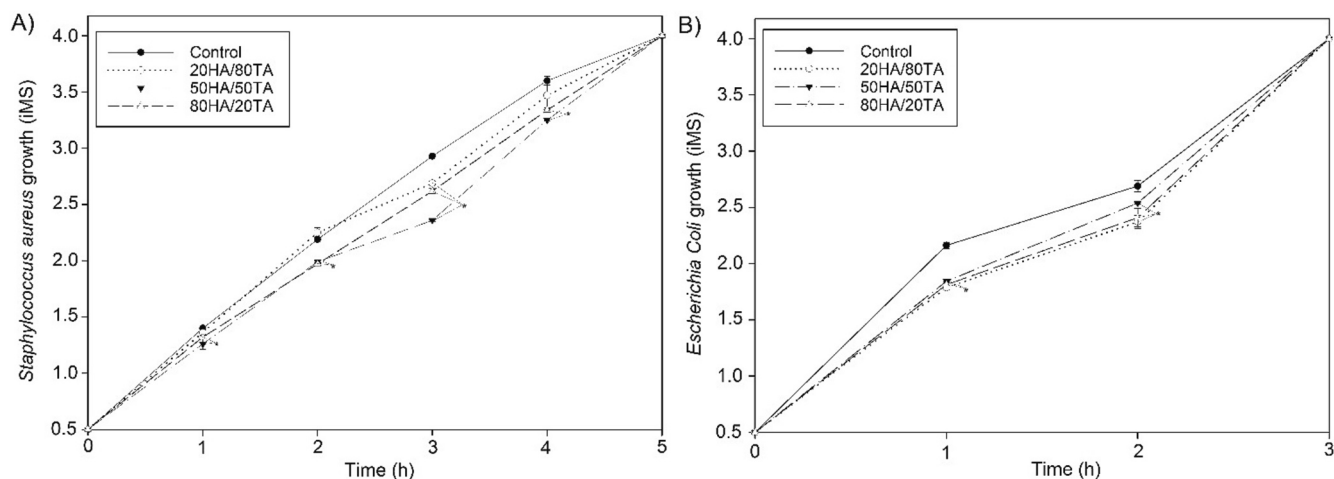 A)
Staphylococcus aureus growth (iMS)
4.0
3.5
3.0
2.5
2.0
1.5
1.0
0.5
Control
20HA/80TA
50HA/50TA
80HA/20TA
*
*
*
*
0 1 2 3 4 5
Time (h)
B)
Escherichia Coli growth (iMS)
4.0
3.5
3.0
2.5
2.0
1.5
1.0
0.5
Control
20HA/80TA
50HA/50TA
80HA/20TA
*
*
0 1 2 3
Time (h)